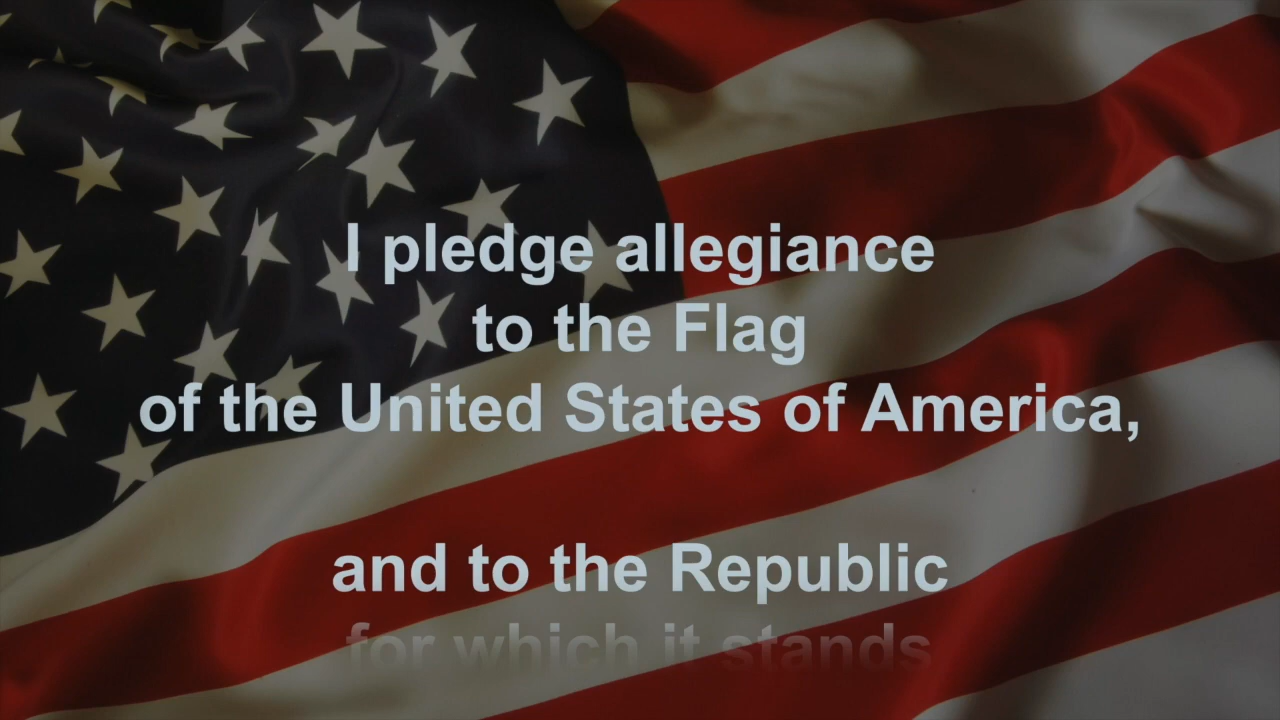 I pledge allegiance
to the Flag
of the United States of America,
and to the Republic
for which it stands